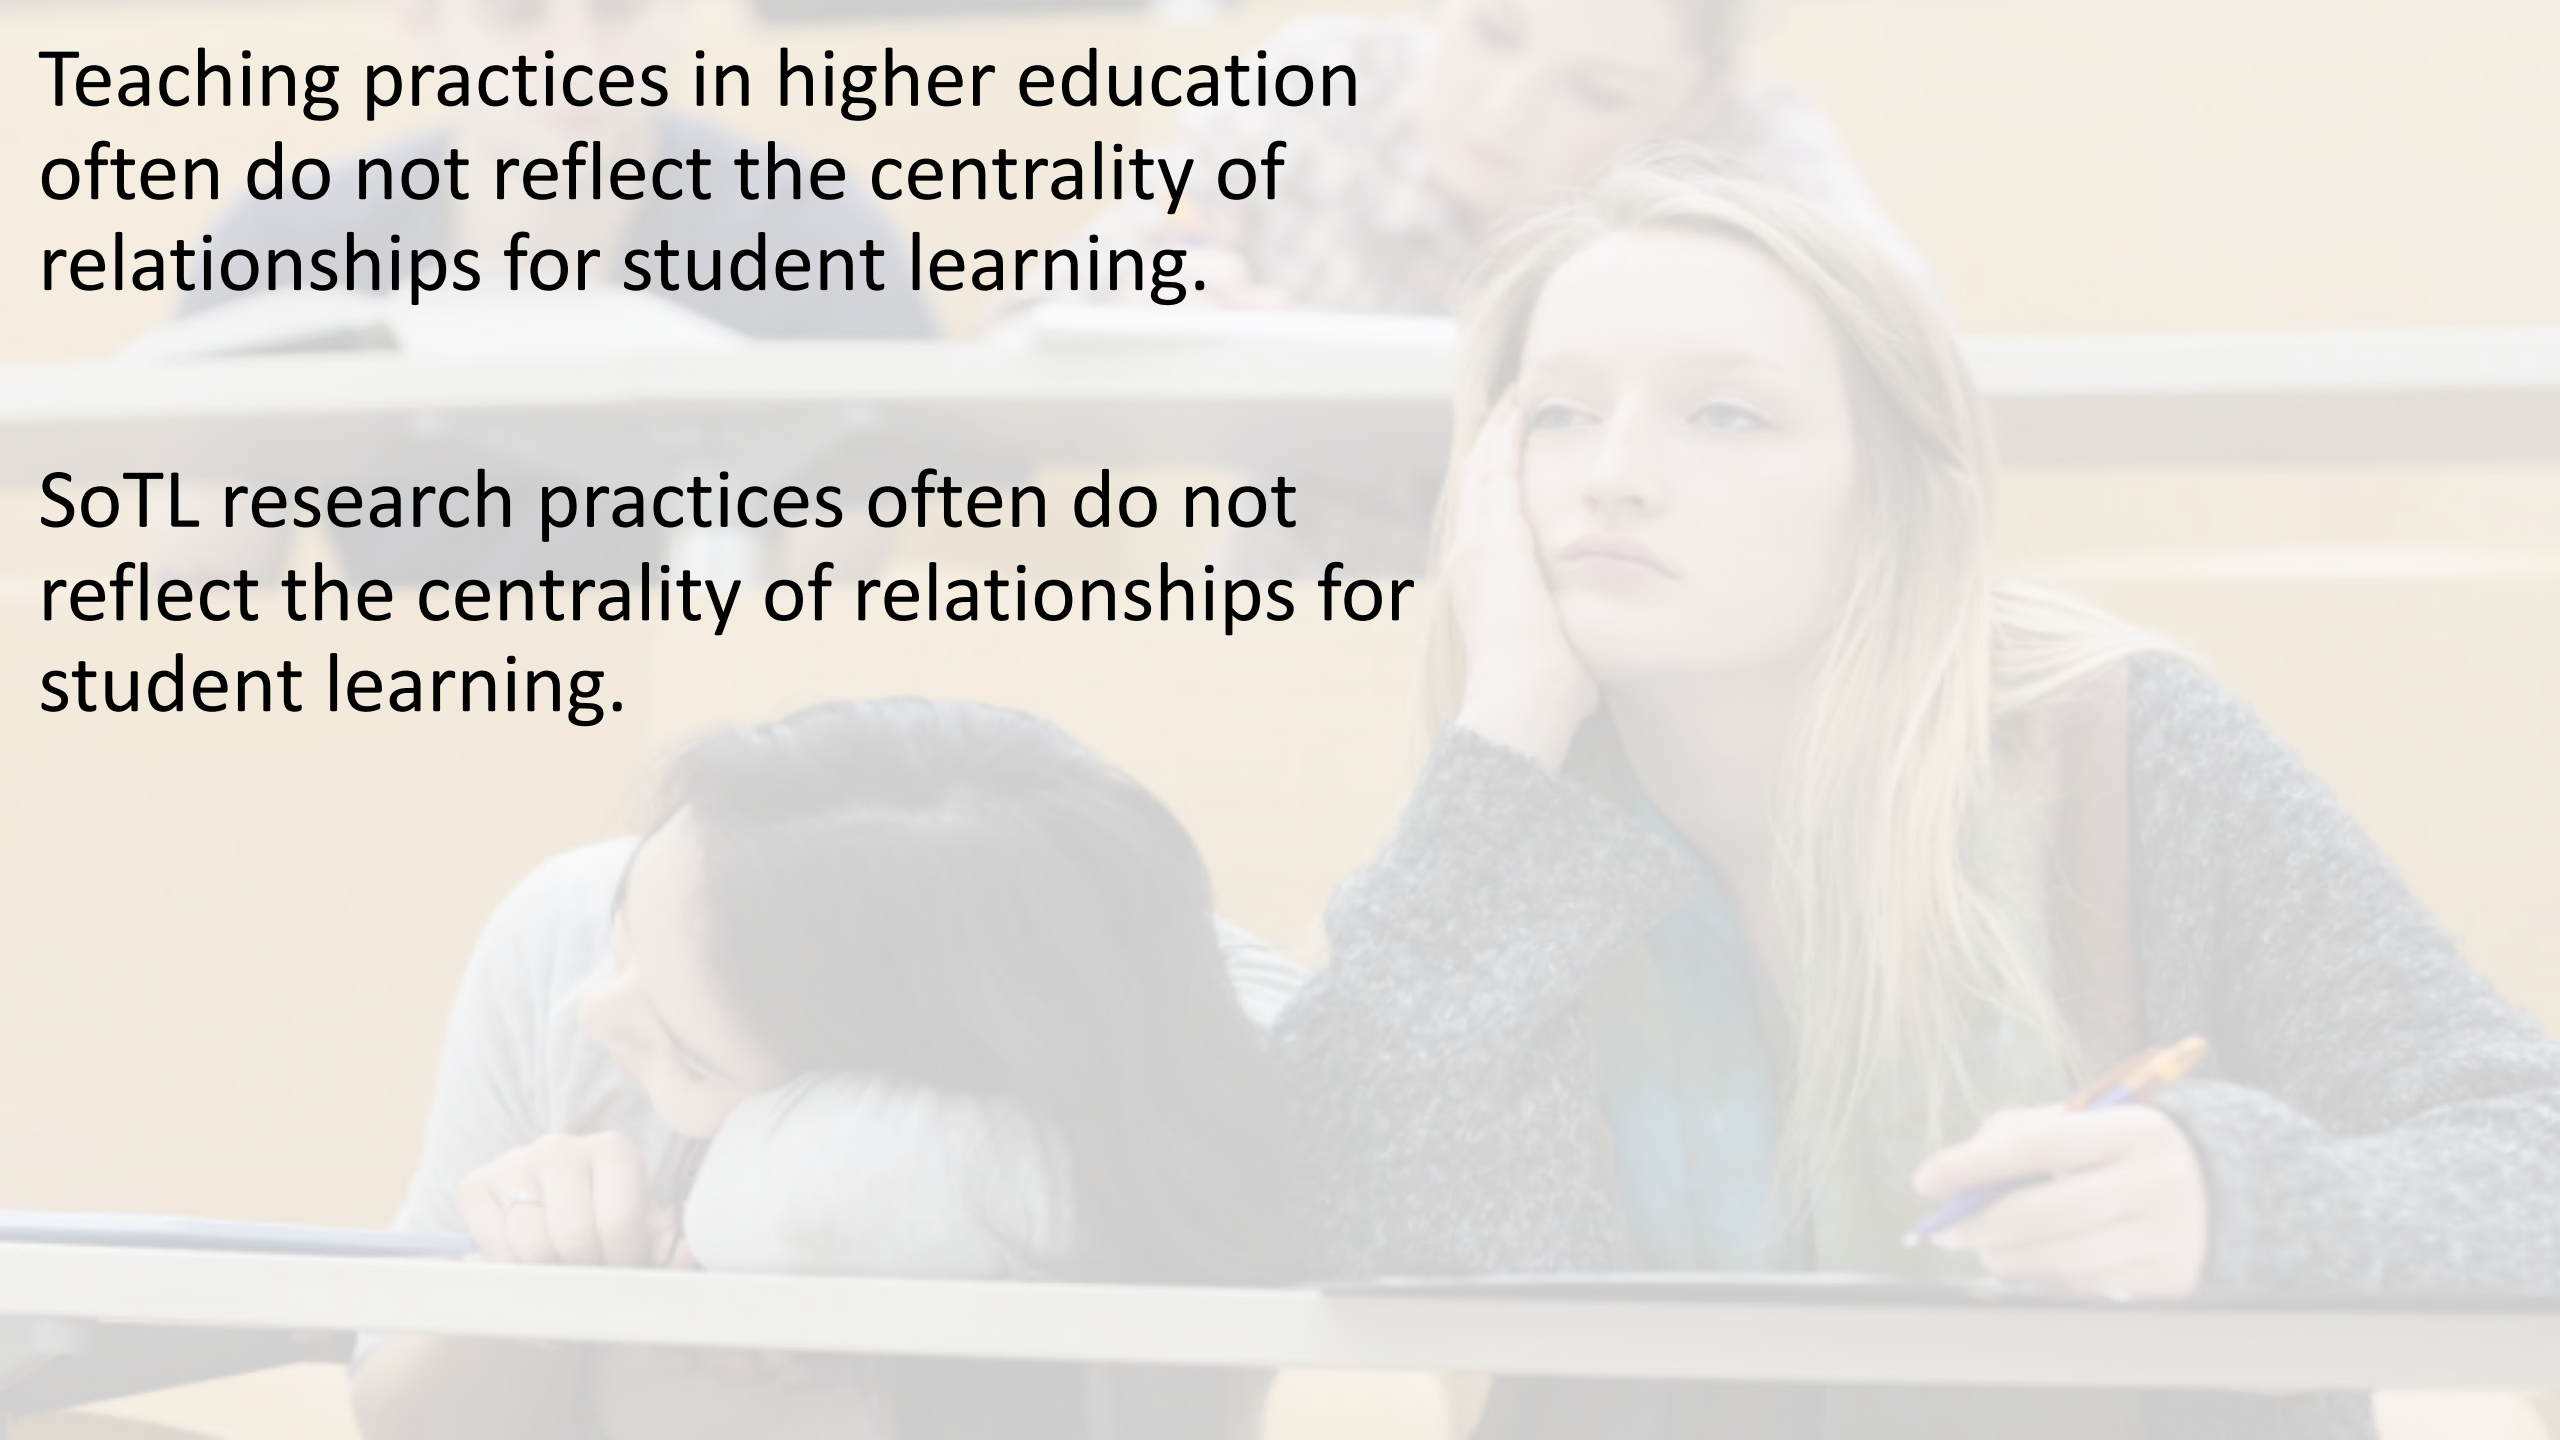 Teaching practices in higher education
often do not reflect the centrality of
relationships for student learning.
SoTL research practices often do not
reflect the centrality of relationships for
student learning.